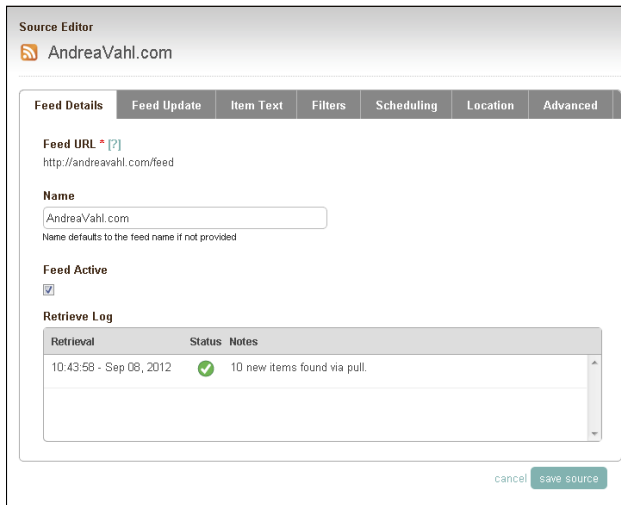 Source Editor
AndreaVahl.com
Feed Details Feed Update Item Text Filters Scheduling Location Advanced
Feed URL * [?]
http://andreavahl.com/feed
Name
AndreaVahl.com
Name defaults to the feed name if not provided
Feed Active
Retrieve Log
Retrieval Status Notes
10:43:58 - Sep 08, 2012 10 new items found via pull.
cancel save source